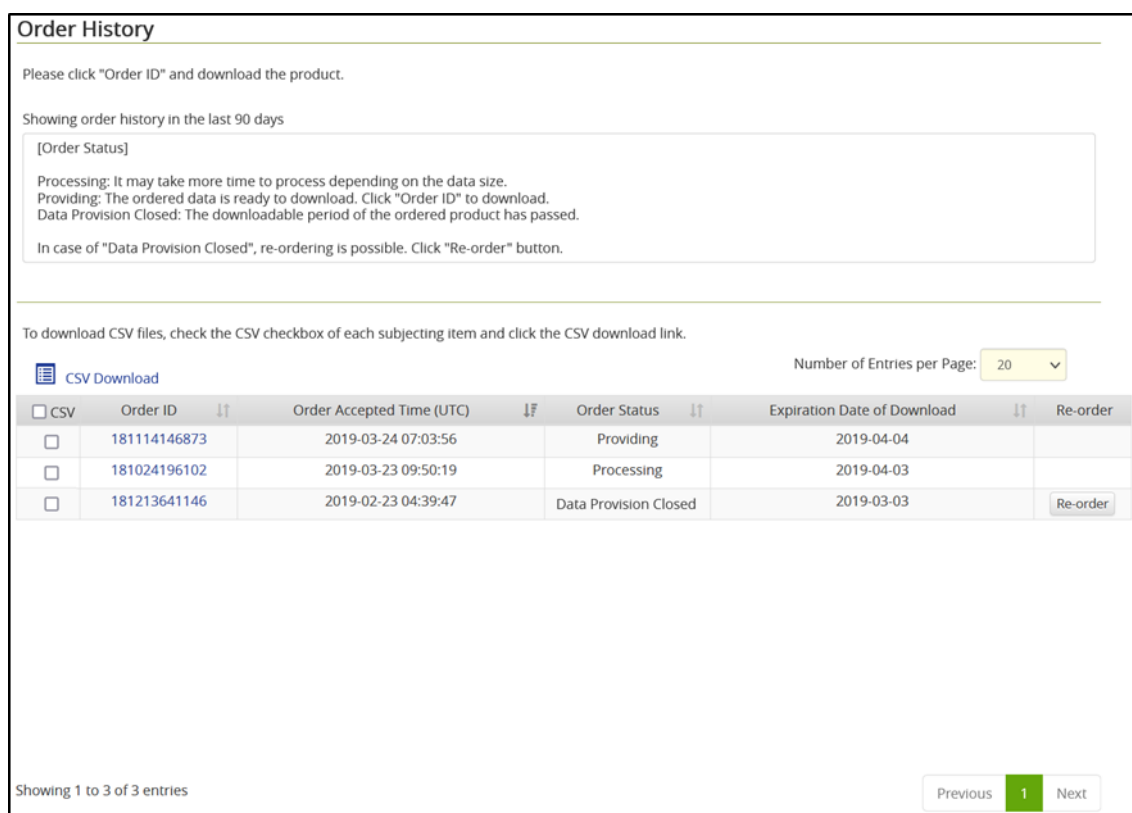 Order History
Please click "Order ID" and download the product.
Showing order history in the last 90 days
[Order Status]
Processing: It may take more time to process depending on the data size.
Providing: The ordered data is ready to download. Click "Order ID" to download.
Data Provision Closed: The downloadable period of the ordered product has passed.
In case of "Data Provision Closed", re-ordering is possible. Click "Re-order" button.
To download CSV files, check the CSV checkbox of each subjecting item and click the CSV download link.
CSV Download Number of Entries per Page: 20
CSV Order ID Order Accepted Time (UTC) Order Status Expiration Date of Download Re-order
181114146873 2019-03-24 07:03:56 Providing 2019-04-04
181024196102 2019-03-23 09:50:19 Processing 2019-04-03
181213641146 2019-02-23 04:39:47 Data Provision Closed 2019-03-03 Re-order
Showing 1 to 3 of 3 entries Previous 1 Next